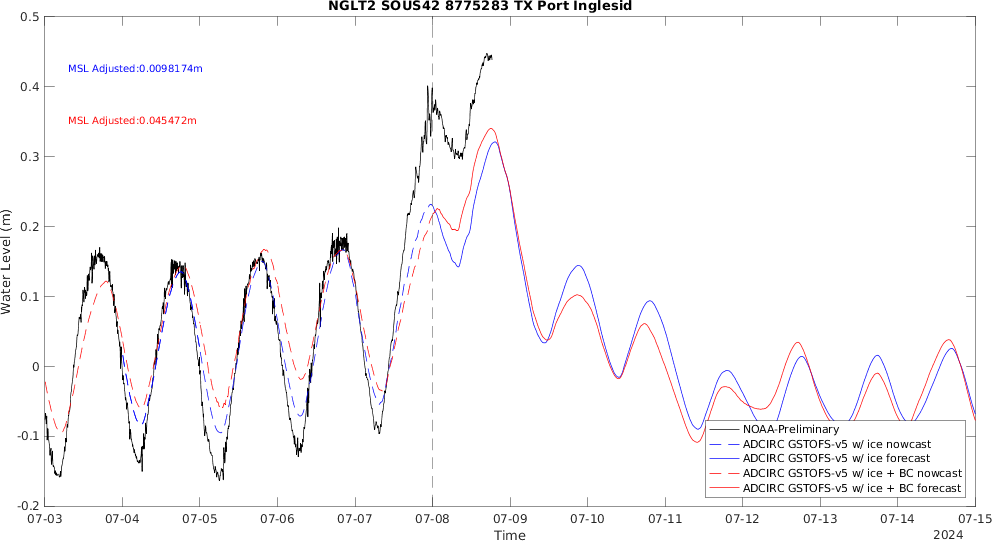 NGLT2 SOUS42 8775283 TX Port Inglesid
MSL Adjusted:0.0098174m
MSL Adjusted:0.045472m
Water Level (m)
0.5
0.4
0.3
0.2
0.1
0
-0.1
-0.2
NOAA-Preliminary
ADCIRC GSTOFS-v5 w/ ice nowcast
ADCIRC GSTOFS-v5 w/ ice forecast
ADCIRC GSTOFS-v5 w/ ice + BC nowcast
ADCIRC GSTOFS-v5 w/ ice + BC forecast
07-03 07-04 07-05 07-06 07-07 07-08 07-09 07-10 07-11 07-12 07-13 07-14 07-15
Time
2024